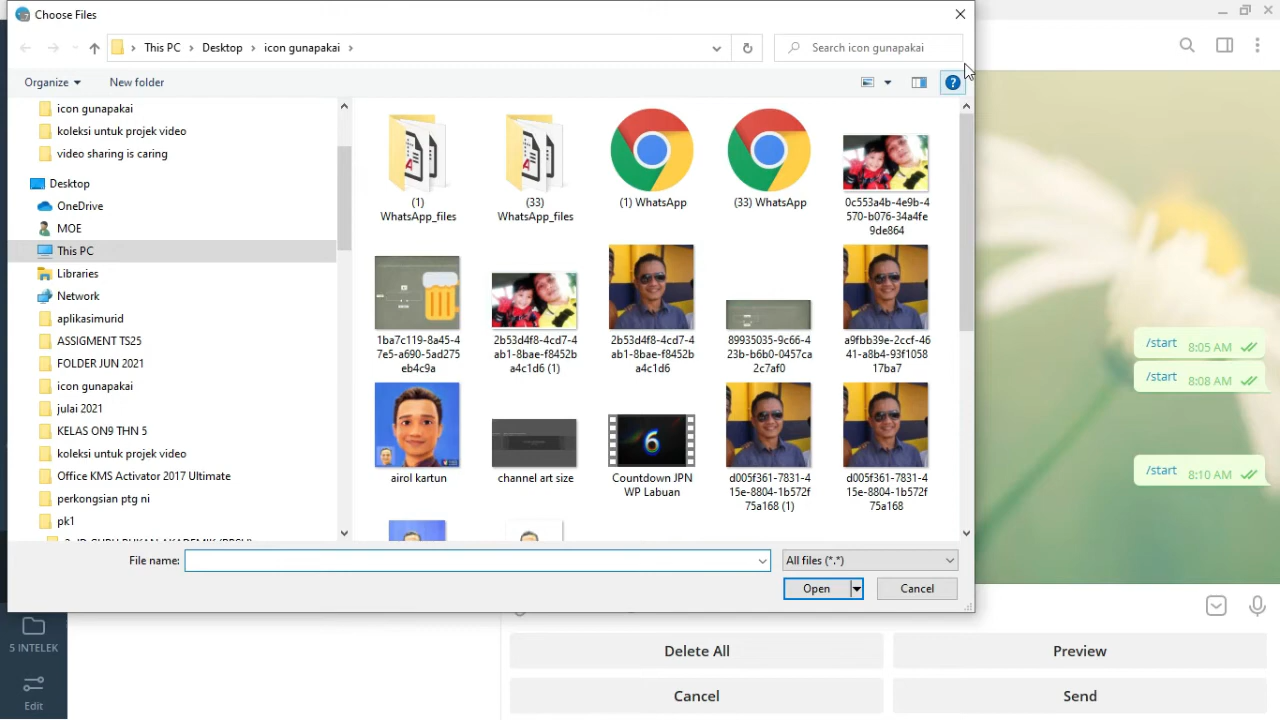 Choose Files
This PC
Desktop
icon gunapakai
Search icon gunapakai
Organize
New folder
icon gunapakai
koleksi untuk projek video
video sharing is caring
Desktop
OneDrive
MOE
This PC
Libraries
Network
aplikasimurid
ASSIGMENT TS25
FOLDER JUN 2021
icon gunapakai
julai 2021
KELAS ON9 THN 5
koleksi untuk projek video
Office KMS Activator 2017 Ultimate
perkongsian ptg ni
pk1
(1)
WhatsApp_files
(33)
WhatsApp_files
(1) WhatsApp
(33) WhatsApp
0c553a4b-4e9b-4
570-b076-34a4fe
9de864
1ba7c119-8a45-4
7e5-a690-5ad275
eb4c9a
2b53d4f8-4cd7-4
ab1-8bae-f8452b
a4c1d6 (1)
2b53d4f8-4cd7-4
ab1-8bae-f8452b
a4c1d6
89935035-9c66-4
23b-b6b0-0457ca
2c7af0
a9fbb39e-2ccf-46
41-a8b4-93f1058
17ba7
airol kartun
channel art size
6
Countdown JPN
WP Labuan
d005f361-7831-4
15e-8804-1b572f
75a168 (1)
d005f361-7831-4
15e-8804-1b572f
75a168
File name:
All files (*.*)
Open
Cancel
/start 8:05 AM
/start 8:08 AM
/start 8:10 AM
5 INTELEK
Edit
Delete All
Preview
Cancel
Send